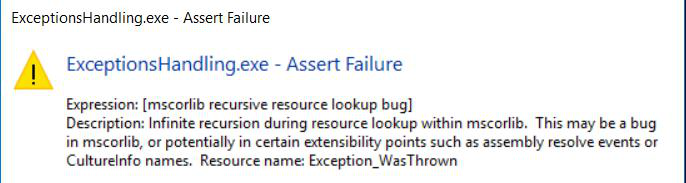 ExceptionsHandling.exe - Assert Failure
ExceptionsHandling.exe - Assert Failure
Expression: [mscorlib recursive resource lookup bug]
Description: Infinite recursion during resource lookup within mscorlib.  This may be a bug
in mscorlib, or potentially in certain extensibility points such as assembly resolve events or
CultureInfo names.  Resource name: Exception_WasThrown